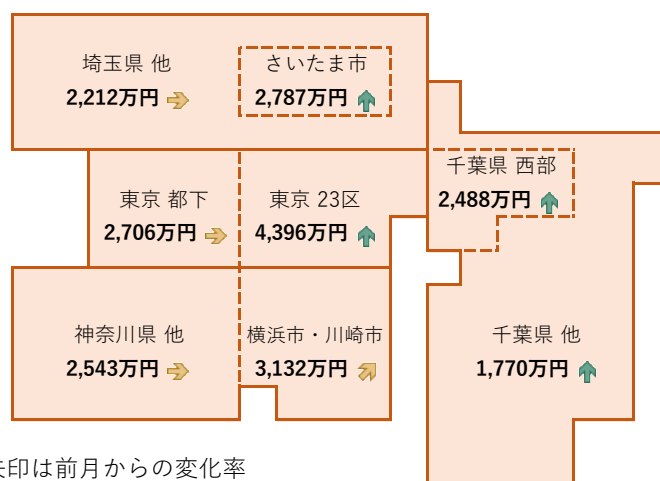 埼玉県 他
2,212万円
さいたま市
2,787万円
千葉県 西部
2,488万円
東京 都下
2,706万円
東京 23区
4,396万円
神奈川県 他
2,543万円
横浜市・川崎市
3,132万円
千葉県 他
1,770万円
矢印は前月からの変化率